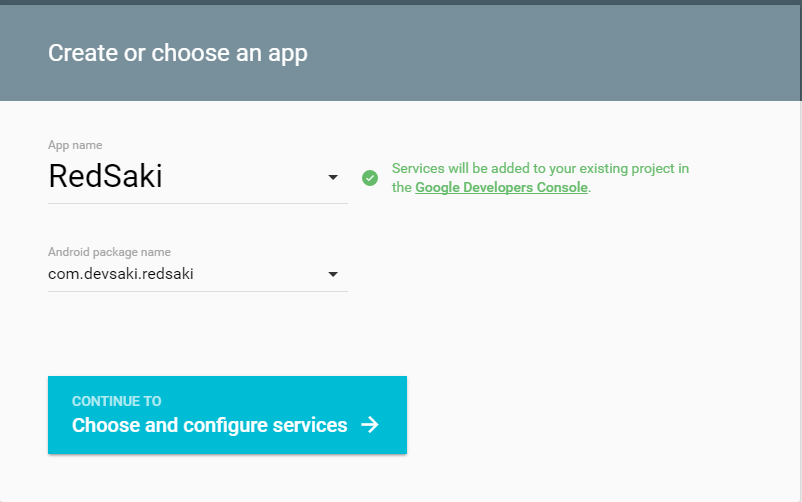 Create or choose an app
App name
RedSaki
Services will be added to your existing project in
the Google Developers Console.
Android package name
com.devsaki.redsaki
CONTINUE TO
Choose and configure services